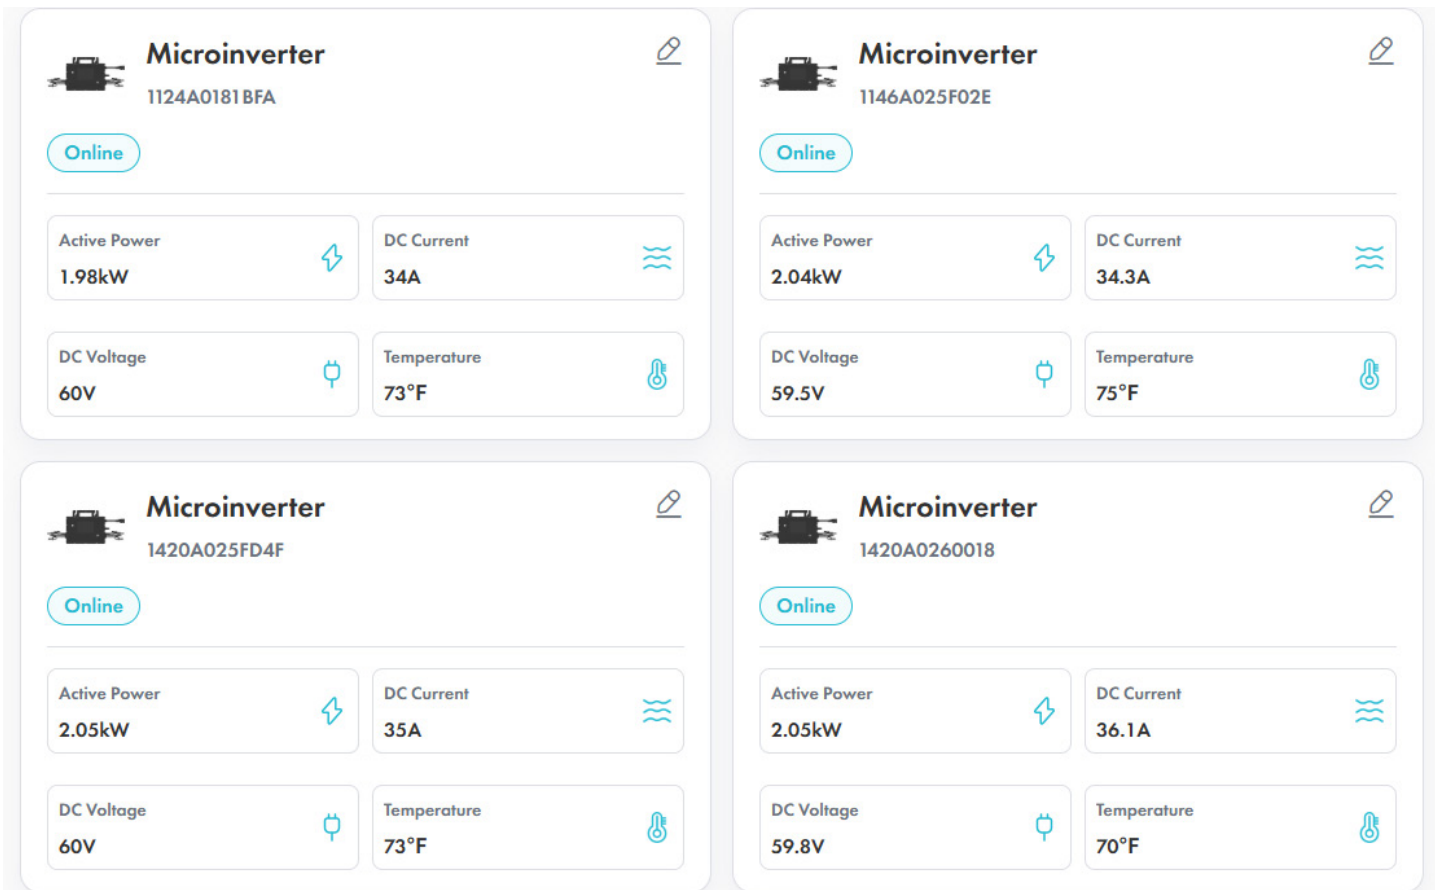 Microinverter
1124A0181BFA
Online
Active Power
1.98kW
DC Current
34A
DC Voltage
60V
Temperature
73°F
Microinverter
1146A025F02E
Online
Active Power
2.04kW
DC Current
34.3A
DC Voltage
59.5V
Temperature
75°F
Microinverter
1420A025FD4F
Online
Active Power
2.05kW
DC Current
35A
DC Voltage
60V
Temperature
73°F
Microinverter
1420A0260018
Online
Active Power
2.05kW
DC Current
36.1A
DC Voltage
59.8V
Temperature
70°F